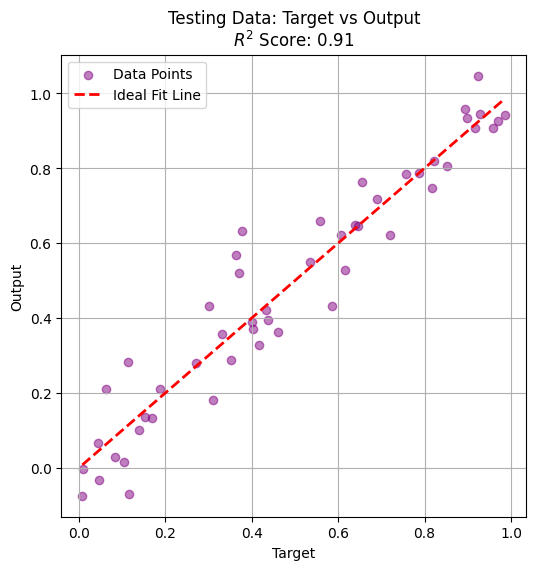 Testing Data: Target vs Output
R² Score: 0.91
Data Points
Ideal Fit Line
1.0
0.8
0.6
0.4
0.2
0.0
Output
0.0 0.2 0.4 0.6 0.8 1.0
Target